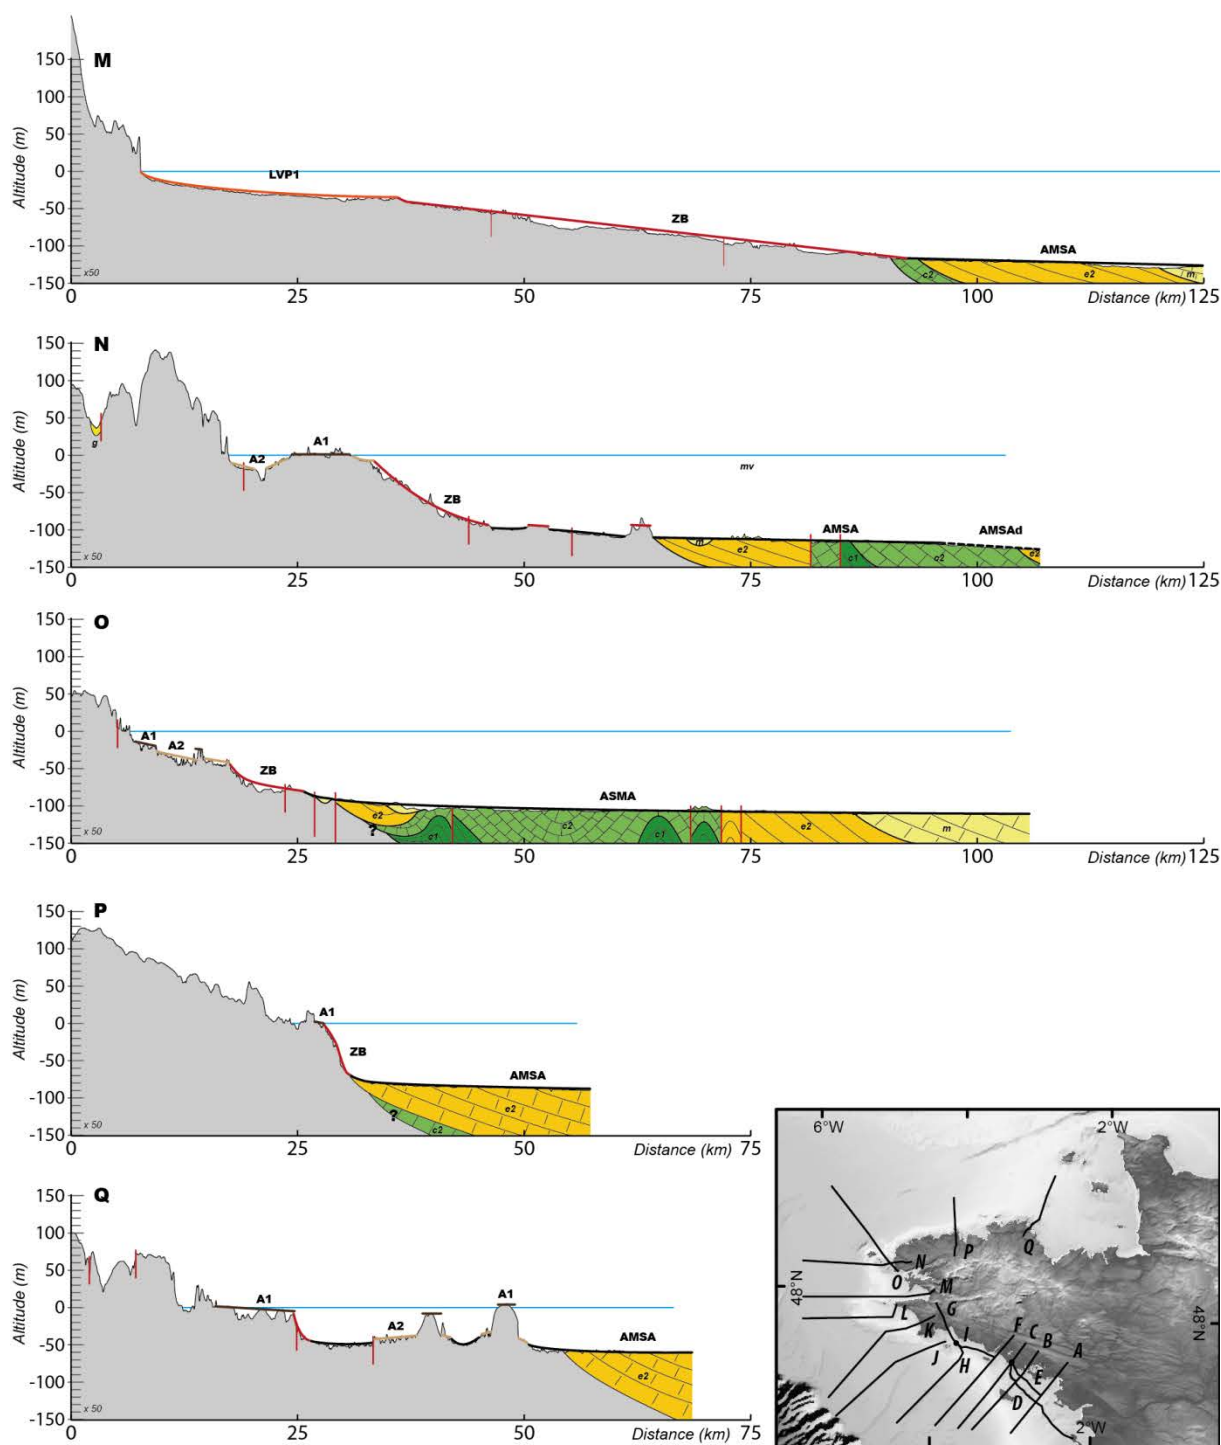 M
150
100
50
0
-50
-100
-150
Altitude (m)
LVP1
ZB
AMSA
c2
e2
m
x50
0
25
50
75
100
Distance (km)
125
N
150
100
50
0
-50
-100
-150
Altitude (m)
g
A2
A1
mv
ZB
AMSA
AMSAd
m
e2
c1
c2
e2
x 50
0
25
50
75
100
Distance (km)
125
O
150
100
50
0
-50
-100
-150
Altitude (m)
A1
A2
ZB
ASMA
e2
?
c1
c2
c1
e2
m
x 50
0
25
50
75
100
Distance (km)
125
P
150
100
50
0
-50
-100
-150
Altitude (m)
A1
ZB
AMSA
e2
?
c2
x 50
0
25
50
Distance (km)
75
Q
150
100
50
0
-50
-100
-150
Altitude (m)
A1
A1
A2
AMSA
e2
x 50
0
25
50
Distance (km)
75
6°W
2°W
48°N
48°N
2°W
N
O
P
Q
M
L
G
K
I
J
H
F
C
B
A
E
D